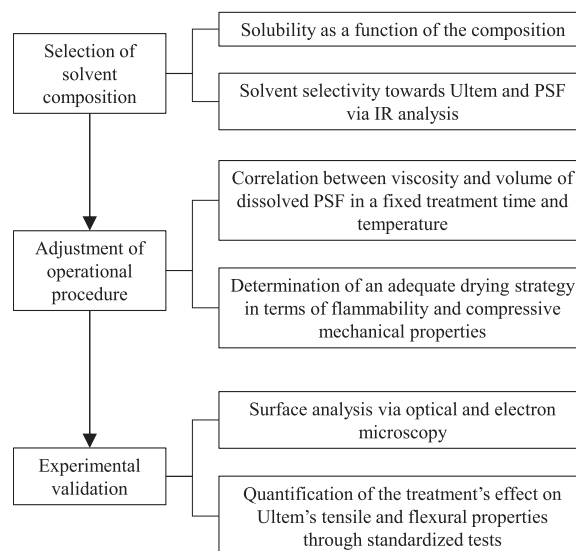 Selection of
solvent
composition
Solubility as a function of the composition
Solvent selectivity towards Ultem and PSF
via IR analysis
Adjustment of
operational
procedure
Correlation between viscosity and volume of
dissolved PSF in a fixed treatment time and
temperature
Determination of an adequate drying strategy
in terms of flammability and compressive
mechanical properties
Experimental
validation
Surface analysis via optical and electron
microscopy
Quantification of the treatment’s effect on
Ultem’s tensile and flexural properties
through standardized tests